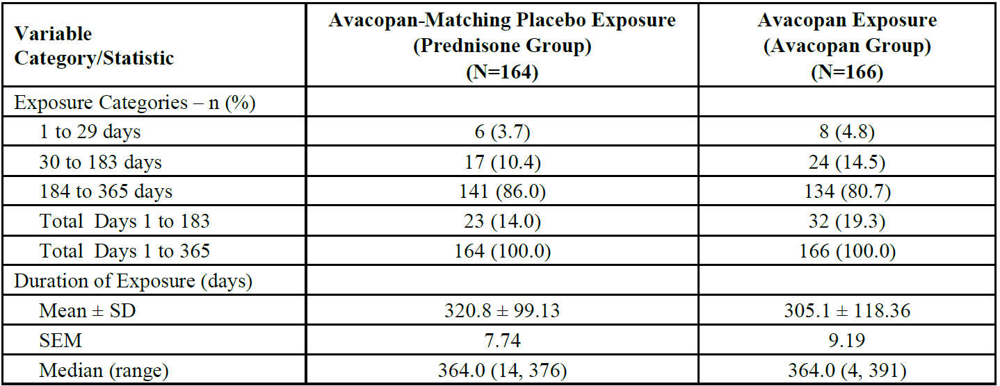 Variable Category/Statistic | Avacopan-Matching Placebo Exposure (Prednisone Group) (N=164) | Avacopan Exposure (Avacopan Group) (N=166)
Exposure Categories – n (%)
1 to 29 days | 6 (3.7) | 8 (4.8)
30 to 183 days | 17 (10.4) | 24 (14.5)
184 to 365 days | 141 (86.0) | 134 (80.7)
Total Days 1 to 183 | 23 (14.0) | 32 (19.3)
Total Days 1 to 365 | 164 (100.0) | 166 (100.0)
Duration of Exposure (days)
Mean ± SD | 320.8 ± 99.13 | 305.1 ± 118.36
SEM | 7.74 | 9.19
Median (range) | 364.0 (14, 376) | 364.0 (4, 391)